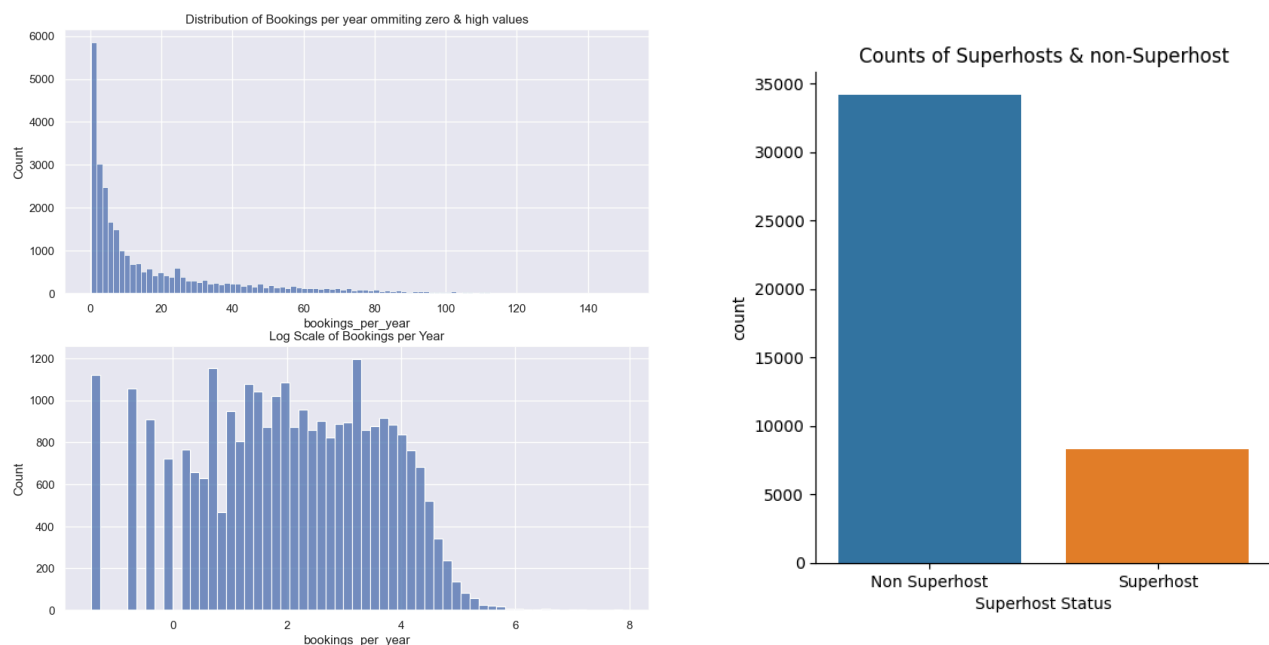 Distribution of Bookings per year ommiting zero & high values
6000
5000
4000
3000
2000
1000
0
Count
0 20 40 60 80 100 120 140
bookings_per_year
Log Scale of Bookings per Year
1200
1000
800
600
400
200
0
Count
0 2 4 6 8
bookings_per_year
Counts of Superhosts & non-Superhost
35000
30000
25000
20000
15000
10000
5000
0
count
Non Superhost Superhost
Superhost Status